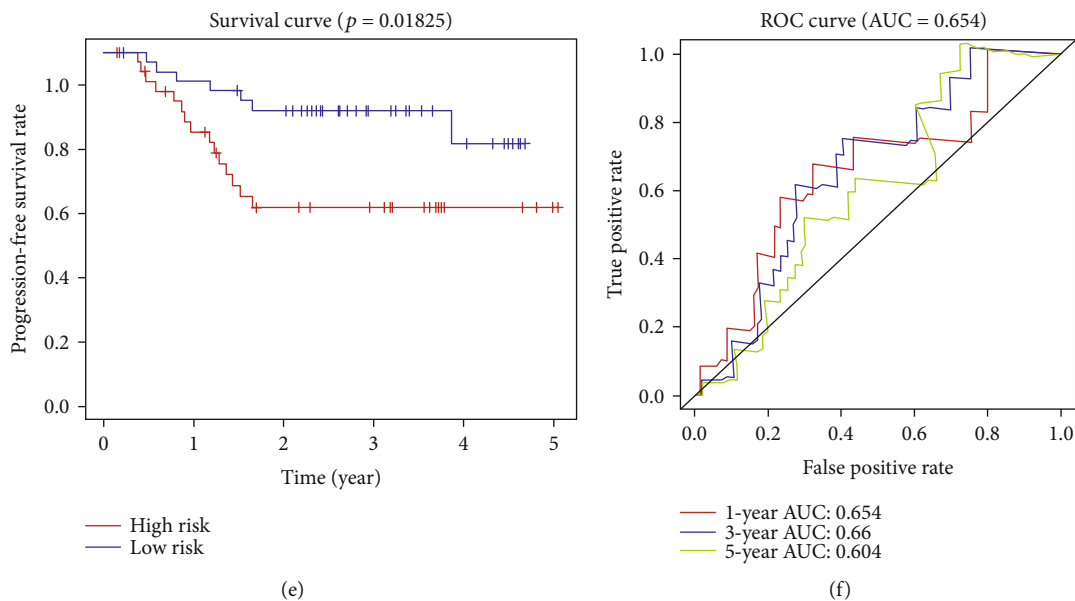 Survival curve (p = 0.01825)
Progression-free survival rate
1.0
0.8
0.6
0.4
0.2
0.0
0
1
2
3
4
5
Time (year)
High risk
Low risk
(e)
ROC curve (AUC = 0.654)
True positive rate
1.0
0.8
0.6
0.4
0.2
0.0
0.0
0.2
0.4
0.6
0.8
1.0
False positive rate
1-year AUC: 0.654
3-year AUC: 0.66
5-year AUC: 0.604
(f)